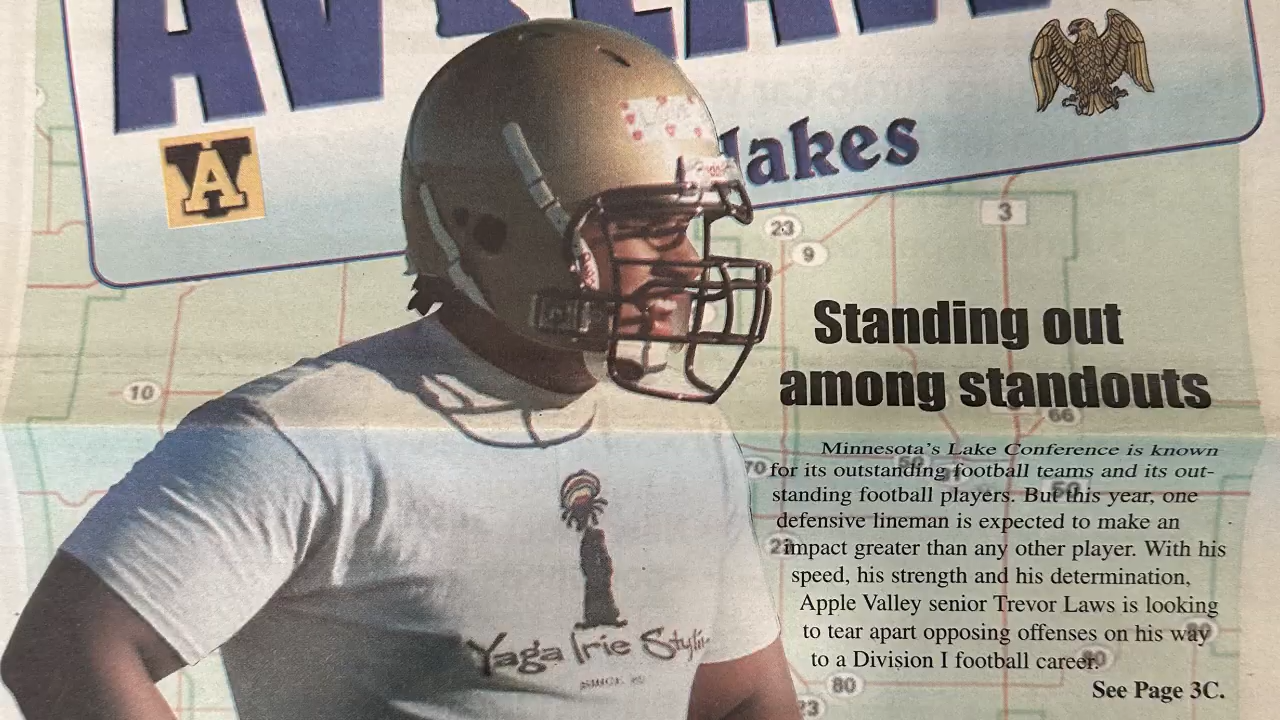 lakes
AV
3
23
9
Standing out
among standouts
10
66
Minnesota's Lake Conference is known
for its outstanding football teams and its out-
standing football players. But this year, one
defensive lineman is expected to make an
impact greater than any other player. With his
speed, his strength and his determination,
Apple Valley senior Trevor Laws is looking
to tear apart opposing offenses on his way
to a Division I football career.
See Page 3C.
70
50
80
Yaga Irie Stylin